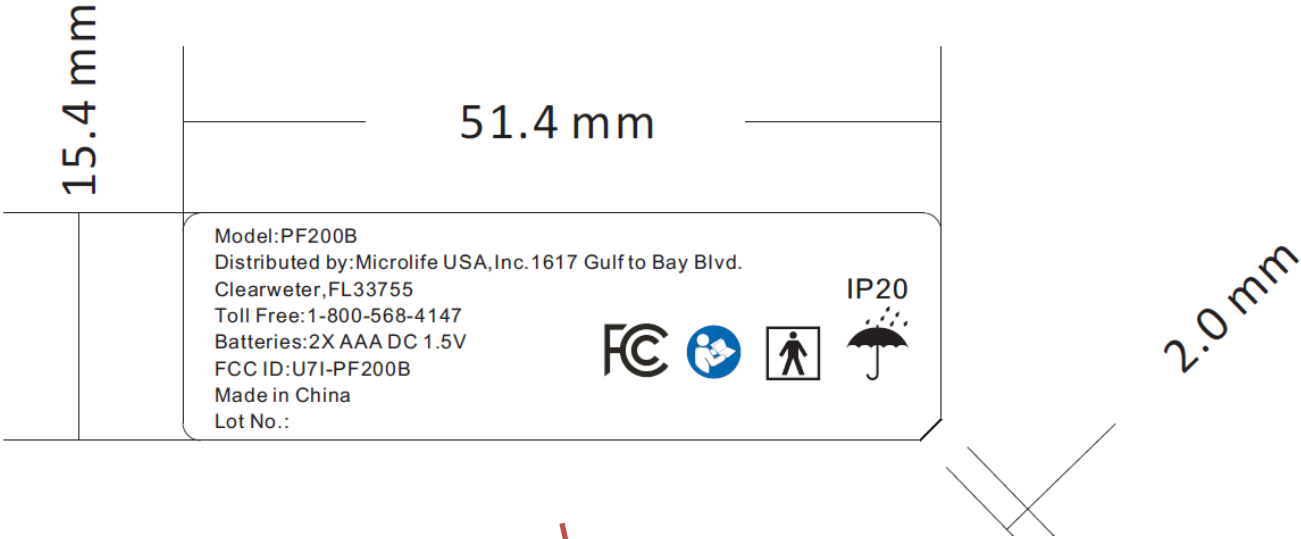 15.4 mm
51.4 mm
Model:PF200B
Distributed by:Microlife USA,Inc.1617 Gulf to Bay Blvd.
Clearweter,FL33755
Toll Free:1-800-568-4147
Batteries:2X AAA DC 1.5V
FCC ID:U7I-PF200B
Made in China
Lot No.:
FC
IP20
2.0 mm